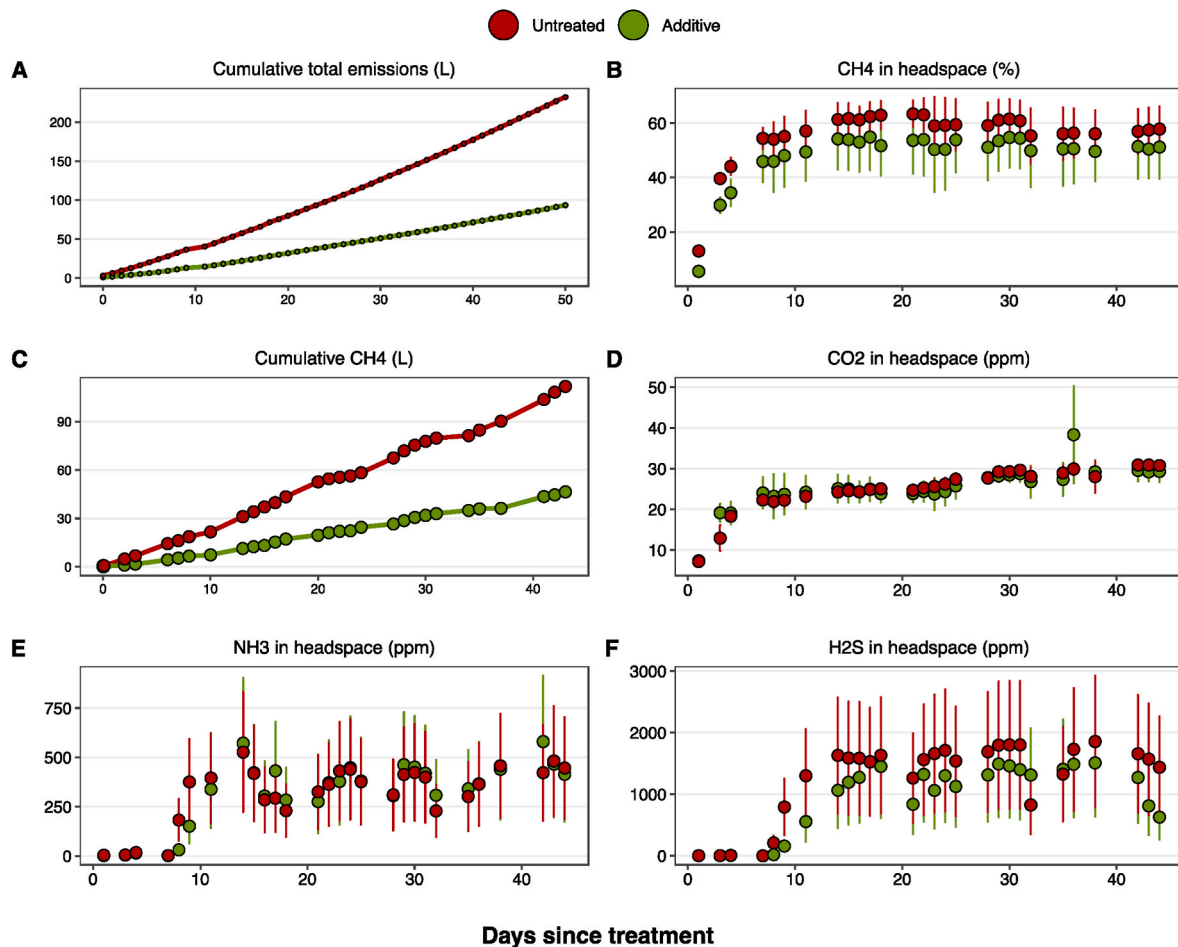 Untreated Additive
A Cumulative total emissions (L)
200
150
100
50
0
0 10 20 30 40 50
B CH4 in headspace (%)
60
40
20
0 10 20 30 40
C Cumulative CH4 (L)
90
60
30
0
0 10 20 30 40
D CO2 in headspace (ppm)
50
40
30
20
10
0 10 20 30 40
E NH3 in headspace (ppm)
750
500
250
0
0 10 20 30 40
F H2S in headspace (ppm)
3000
2000
1000
0
0 10 20 30 40
Days since treatment